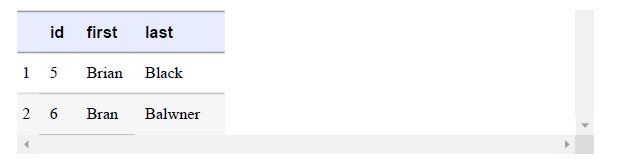 id first last
1 5 Brian Black
2 6 Bran Balwner